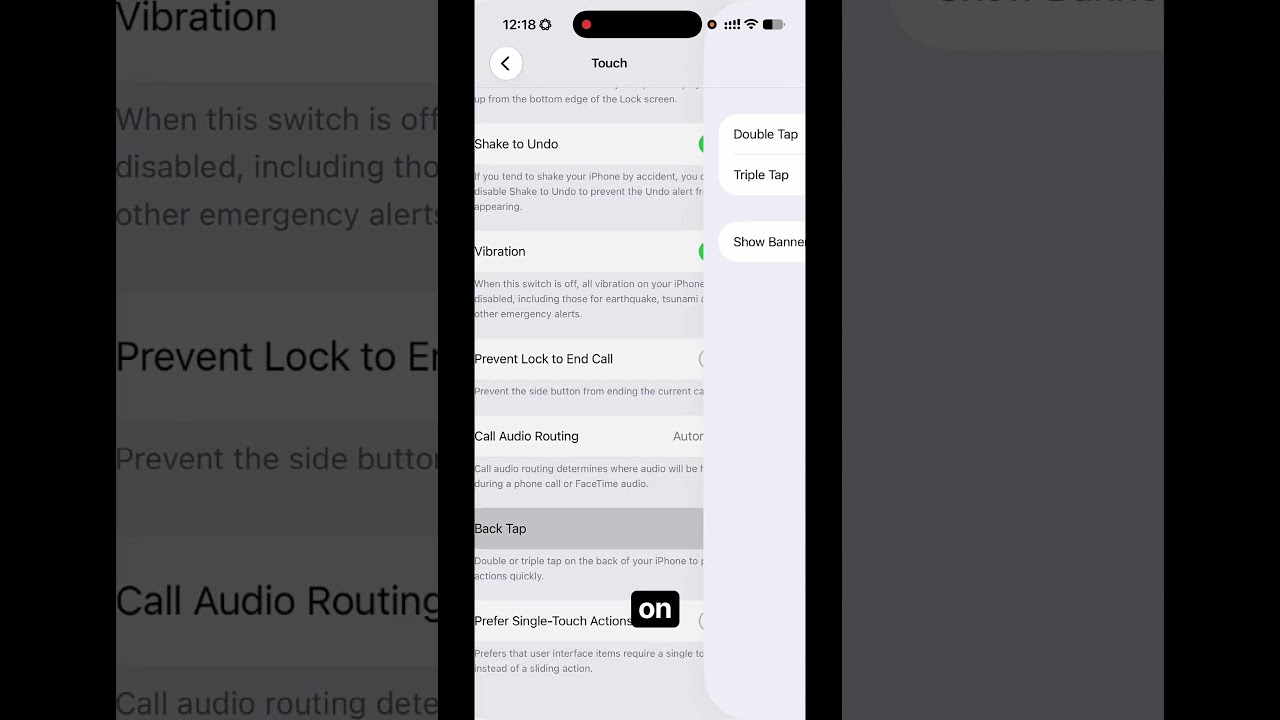 Vibration
When this switch is off
disabled, including tho
other emergency alerts
Prevent Lock to E
Prevent the side butto
Call Audio Routing
Call audio routing dete
12:18
Touch
up from the bottom edge of the Lock screen.
Shake to Undo
If you tend to shake your iPhone by accident, you c
disable Shake to Undo to prevent the Undo alert fr
appearing.
Vibration
When this switch is off, all vibration on your iPhone
disabled, including those for earthquake, tsunami a
other emergency alerts.
Prevent Lock to End Call
Prevent the side button from ending the current ca
Call Audio Routing Autor
Call audio routing determines where audio will be h
during a phone call or FaceTime audio.
Back Tap
Double or triple tap on the back of your iPhone to p
actions quickly.
on
Prefer Single-Touch Actions
Prefers that user interface items require a single to
instead of a sliding action.
Double Tap
Triple Tap
Show Banne